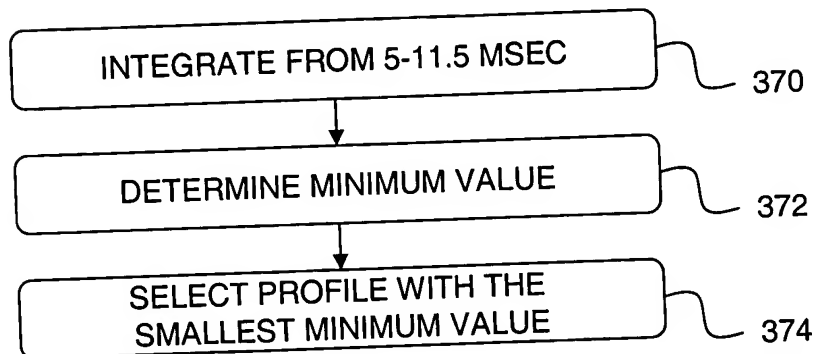 INTEGRATE FROM 5-11.5 MSEC
370
DETERMINE MINIMUM VALUE
372
SELECT PROFILE WITH THE
SMALLEST MINIMUM VALUE
374